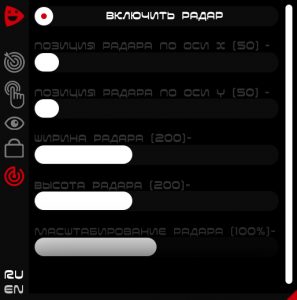 ВКЛЮЧИТЬ РАДАР
ПОЗИЦИЯ РАДАРА ПО ОСИ X (50) -
ПОЗИЦИЯ РАДАРА ПО ОСИ Y (50) -
ШИРИНА РАДАРА (200)-
ВЫСОТА РАДАРА (200)-
МАСШТАБИРОВАНИЕ РАДАРА (100%)-
RU
EN